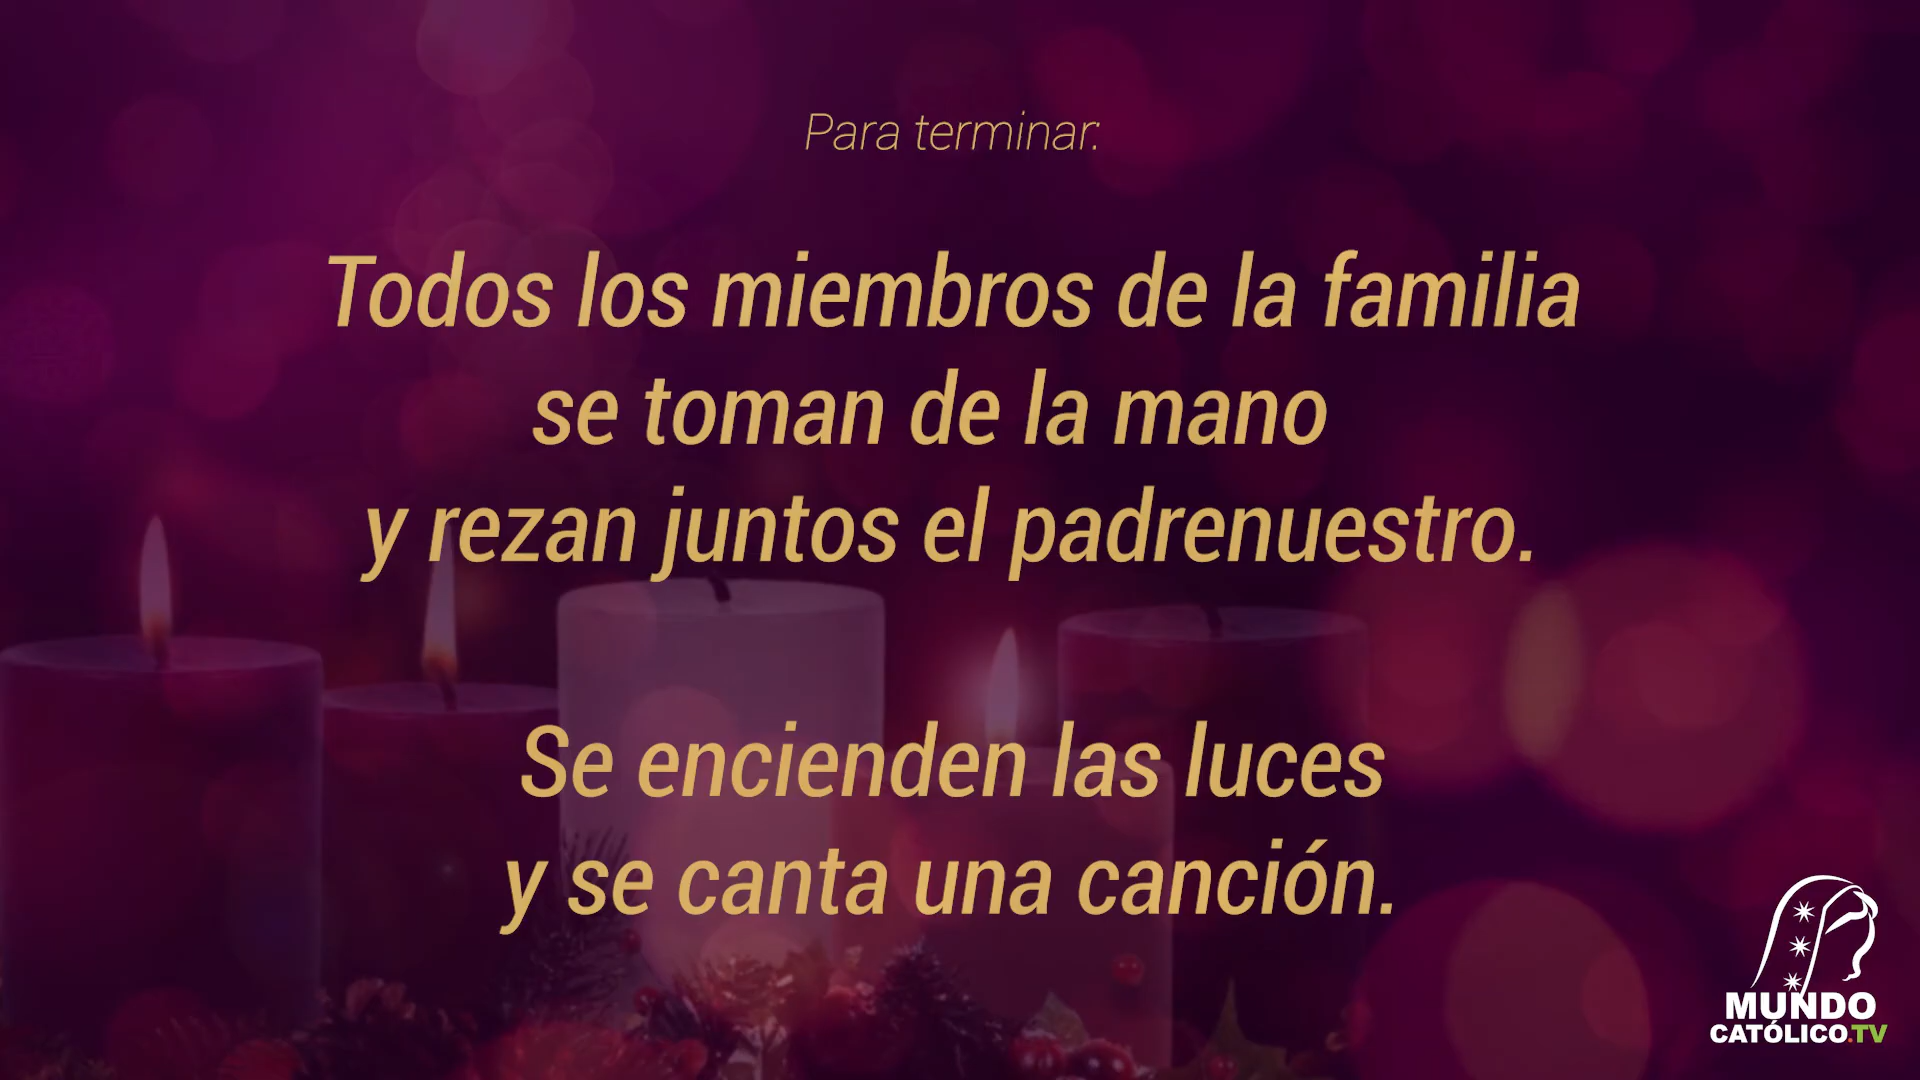 Para terminar:
Todos los miembros de la familia
se toman de la mano
y rezan juntos el padrenuestro.
Se encienden las luces
y se canta una canción.
MUNDO
CATÓLICO.TV